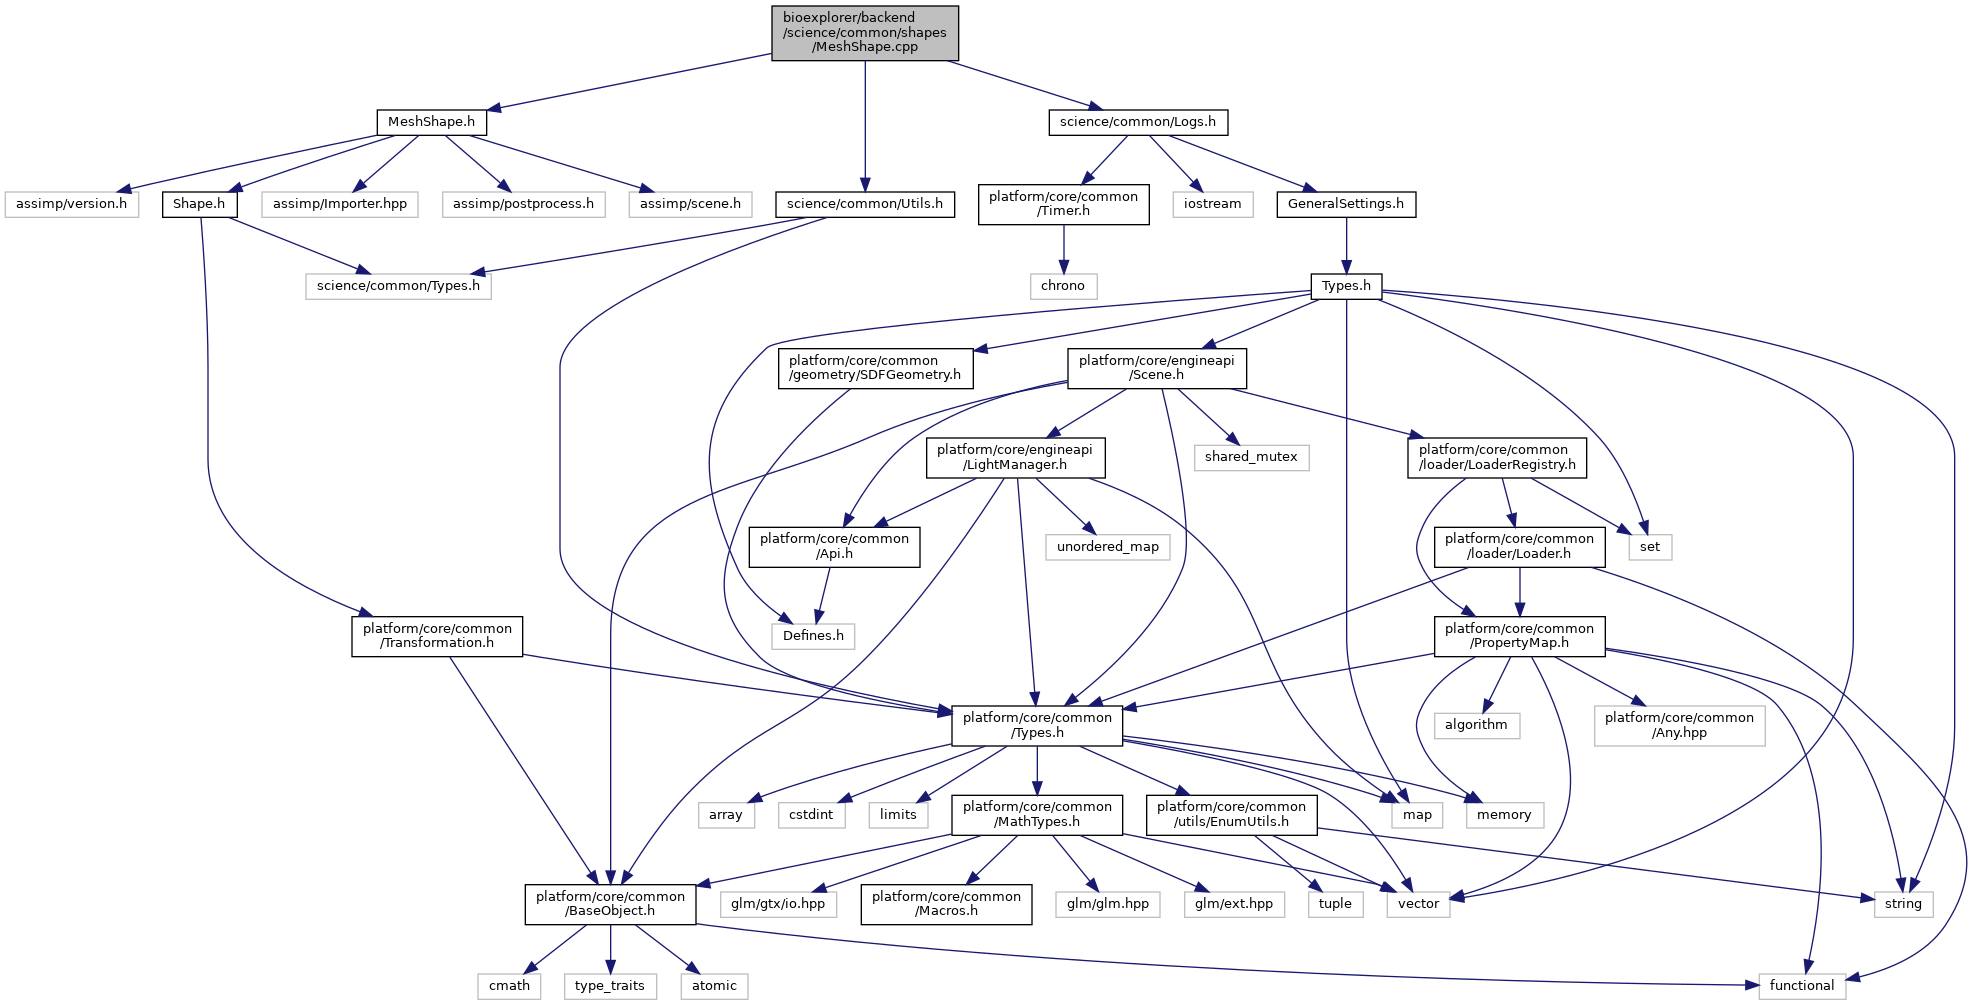 bioexplorer/backend
/science/common/shapes
/MeshShape.cpp
MeshShape.h
science/common/Logs.h
assimp/version.h
Shape.h
assimp/Importer.hpp
assimp/postprocess.h
assimp/scene.h
science/common/Utils.h
platform/core/common
/Timer.h
iostream
GeneralSettings.h
science/common/Types.h
chrono
Types.h
platform/core/common
/geometry/SDFGeometry.h
platform/core/engineapi
/Scene.h
platform/core/engineapi
/LightManager.h
shared_mutex
platform/core/common
/loader/LoaderRegistry.h
platform/core/common
/Api.h
unordered_map
platform/core/common
/loader/Loader.h
set
platform/core/common
/Transformation.h
Defines.h
platform/core/common
/PropertyMap.h
platform/core/common
/Types.h
algorithm
platform/core/common
/Any.hpp
array
cstdint
limits
platform/core/common
/MathTypes.h
platform/core/common
/utils/EnumUtils.h
map
memory
platform/core/common
/BaseObject.h
glm/gtx/io.hpp
platform/core/common
/Macros.h
glm/glm.hpp
glm/ext.hpp
tuple
vector
string
cmath
type_traits
atomic
functional